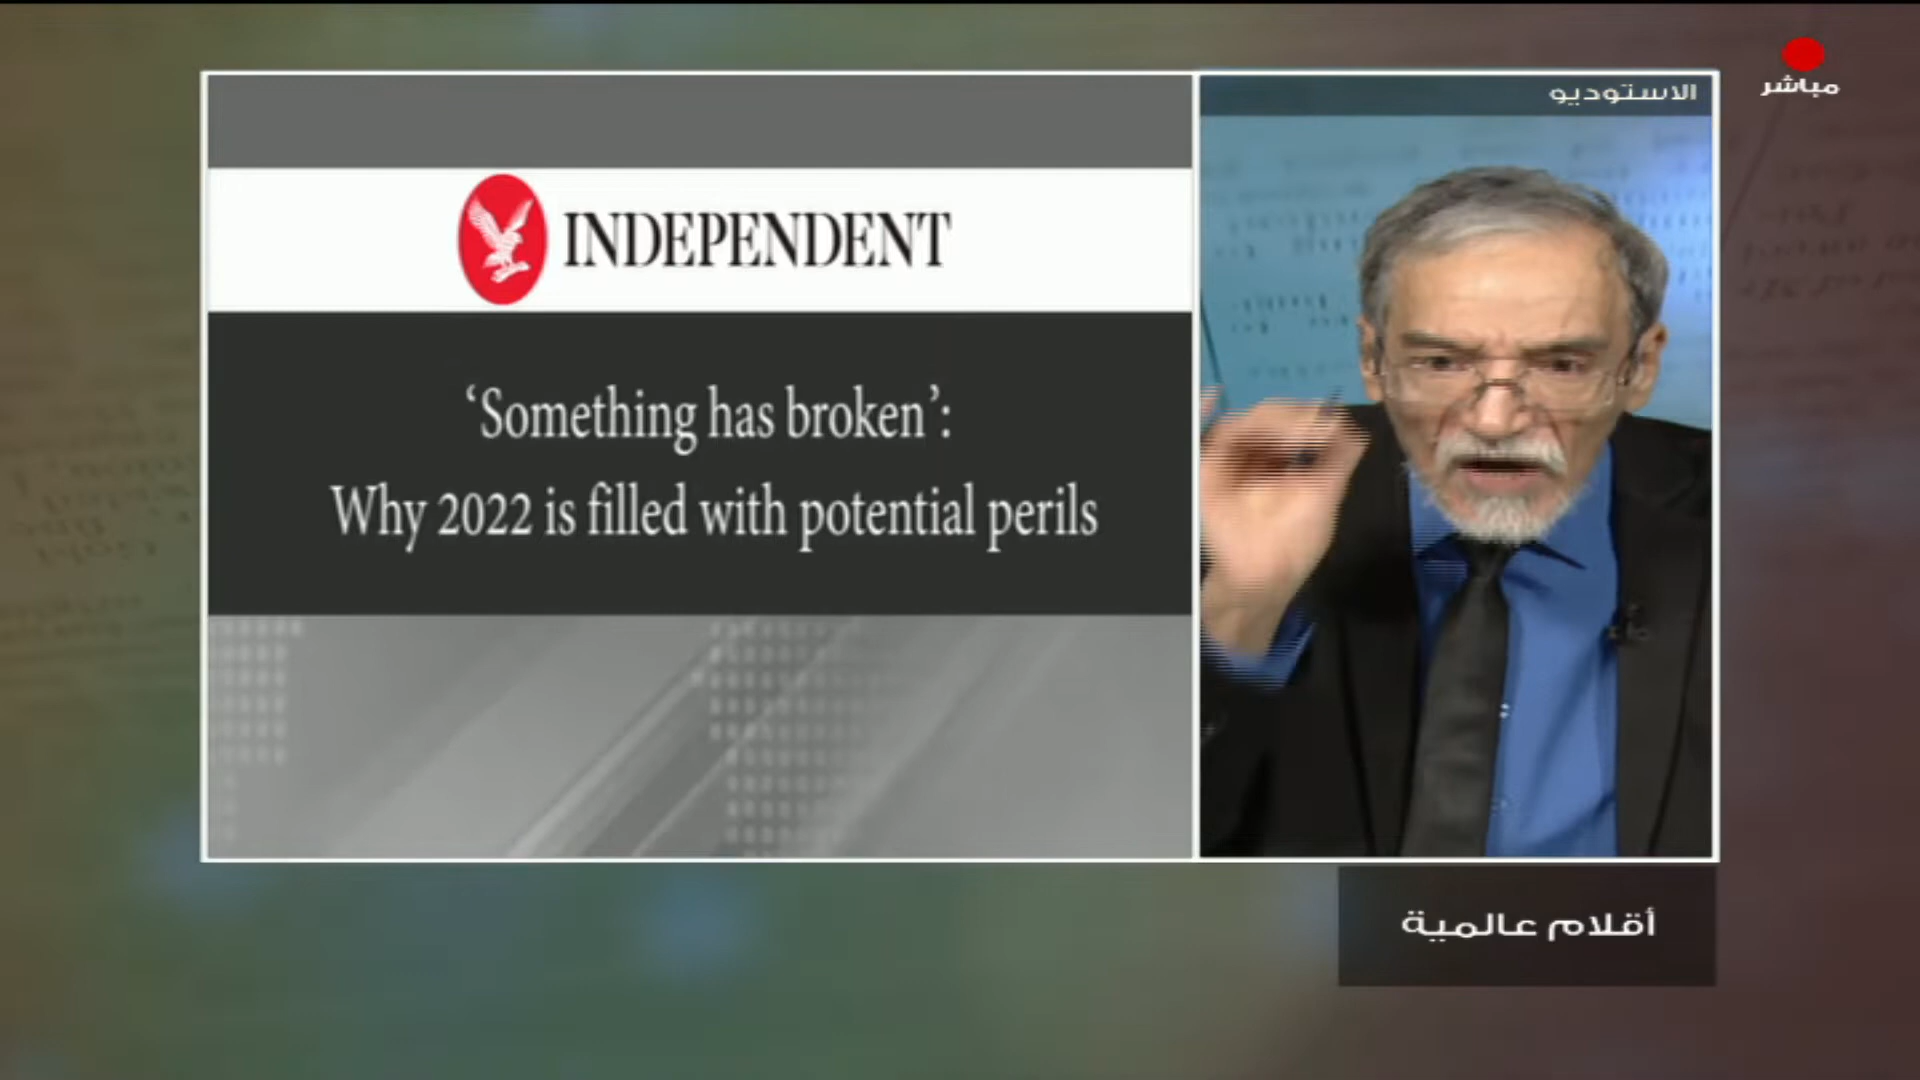 مباشر
الاستوديو
INDEPENDENT
‘Something has broken’:
Why 2022 is filled with potential perils
أقلام عالمية